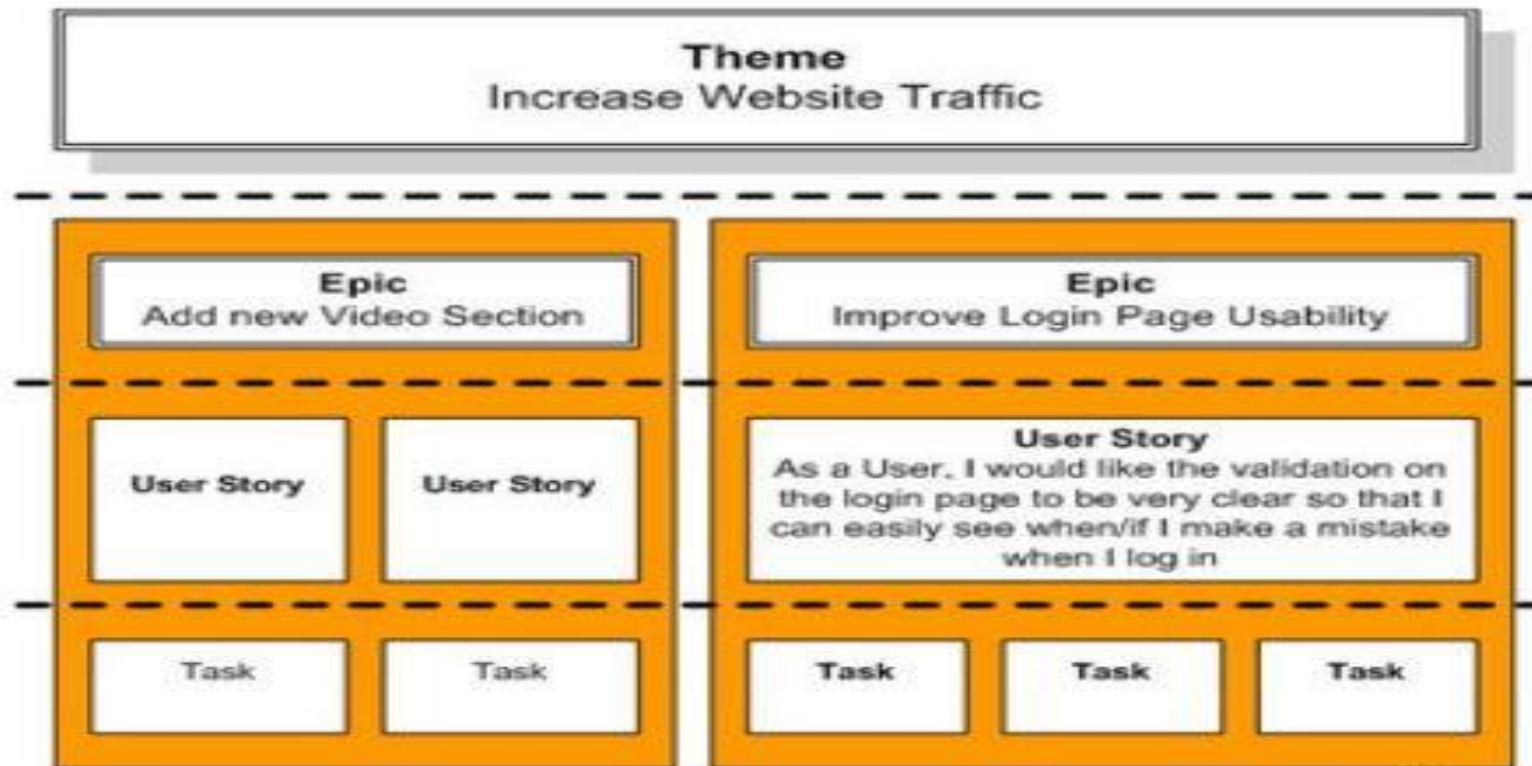 Theme
Increase Website Traffic
Epic
Add new Video Section
Epic
Improve Login Page Usability
User Story
User Story
User Story
As a User, I would like the validation on
the login page to be very clear so that I
can easily see when/if I make a mistake
when I log in
Task
Task
Task
Task
Task